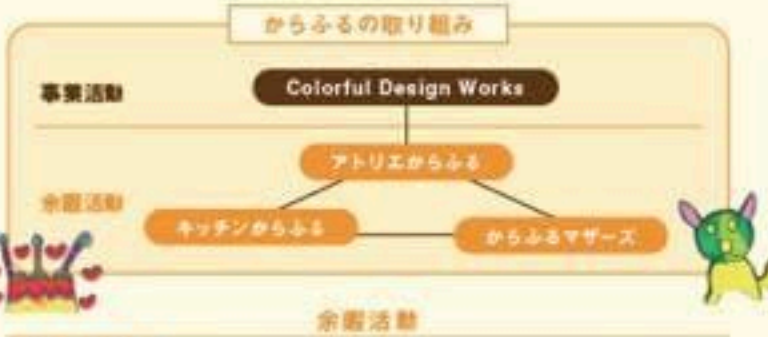 からふるの取り組み
事業活動
Colorful Design Works
アトリエからふる
余暇活動
キッチンからふる
からふるマザーズ
余暇活動